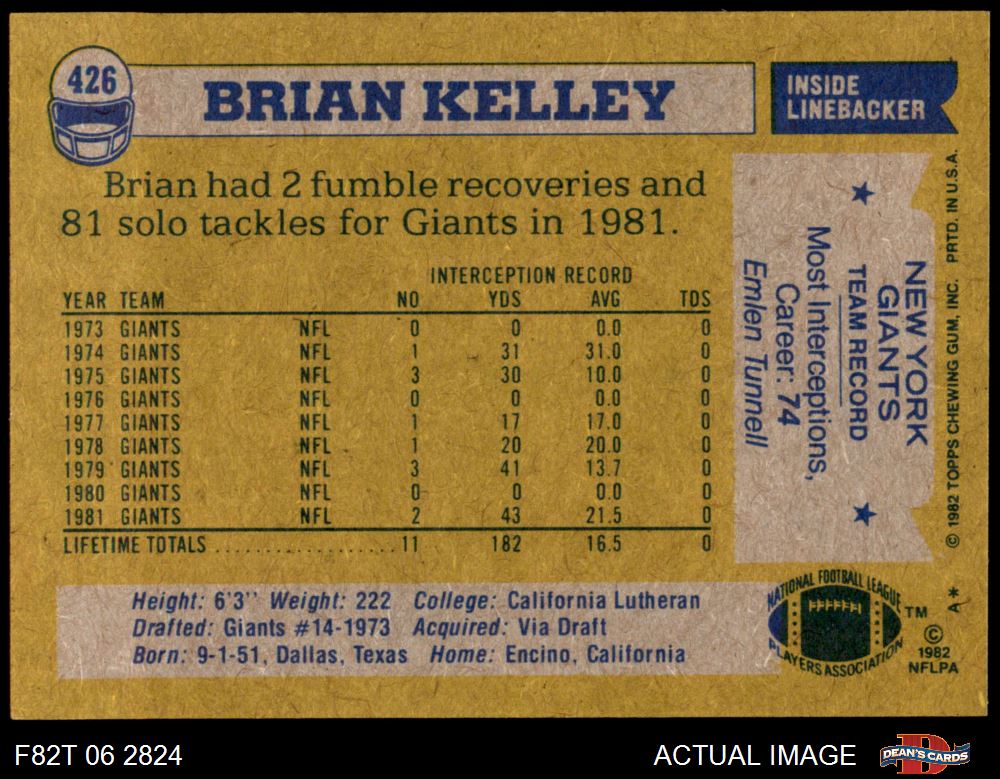 426
BRIAN KELLEY
INSIDE
LINEBACKER
Brian had 2 fumble recoveries and
81 solo tackles for Giants in 1981.
INTERCEPTION RECORD
YEAR TEAM NO YDS AVG TDS
1973 GIANTS NFL 0 0 0.0 0
1974 GIANTS NFL 1 31 31.0 0
1975 GIANTS NFL 3 30 10.0 0
1976 GIANTS NFL 0 0 0.0 0
1977 GIANTS NFL 1 17 17.0 0
1978 GIANTS NFL 1 20 20.0 0
1979 GIANTS NFL 3 41 13.7 0
1980 GIANTS NFL 0 0 0.0 0
1981 GIANTS NFL 2 43 21.5 0
LIFETIME TOTALS .................... 11 182 16.5 0
NEW YORK
GIANTS
TEAM RECORD
Most Interceptions,
Career: 74
Emlen Tunnell
© 1982 TOPPS CHEWING GUM, INC. PRTD. IN U.S.A.
Height: 6'3" Weight: 222 College: California Lutheran
Drafted: Giants #14-1973 Acquired: Via Draft
Born: 9-1-51, Dallas, Texas Home: Encino, California
NATIONAL FOOTBALL LEAGUE
PLAYERS ASSOCIATION
TM
A*
©
1982
NFLPA
F82T 06 2824
ACTUAL IMAGE
DEAN'S CARDS